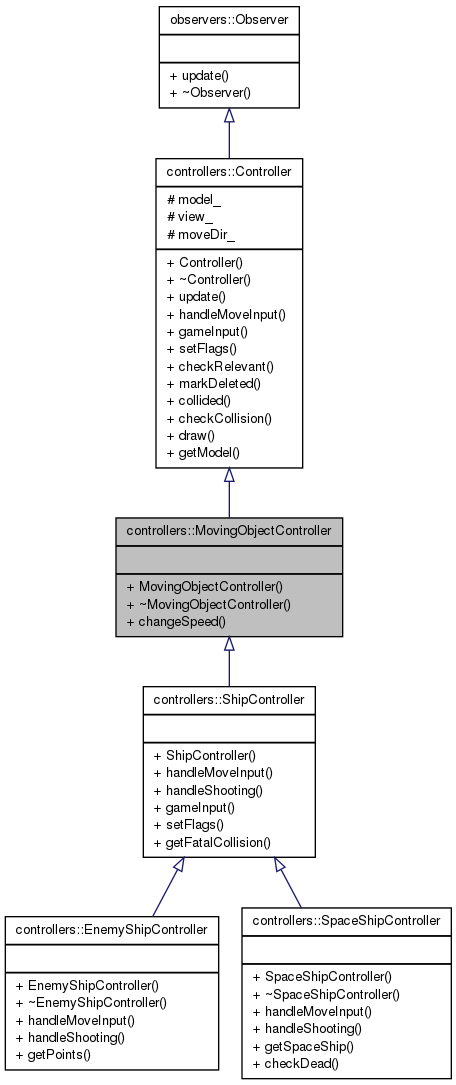 observers::Observer
+ update()
+ ~Observer()
controllers::Controller
# model_
# view_
# moveDir_
+ Controller()
+ ~Controller()
+ update()
+ handleMoveInput()
+ gameInput()
+ setFlags()
+ checkRelevant()
+ markDeleted()
+ collided()
+ checkCollision()
+ draw()
+ getModel()
controllers::MovingObjectController
+ MovingObjectController()
+ ~MovingObjectController()
+ changeSpeed()
controllers::ShipController
+ ShipController()
+ handleMoveInput()
+ handleShooting()
+ gameInput()
+ setFlags()
+ getFatalCollision()
controllers::EnemyShipController
+ EnemyShipController()
+ ~EnemyShipController()
+ handleMoveInput()
+ handleShooting()
+ getPoints()
controllers::SpaceShipController
+ SpaceShipController()
+ ~SpaceShipController()
+ handleMoveInput()
+ handleShooting()
+ getSpaceShip()
+ checkDead()